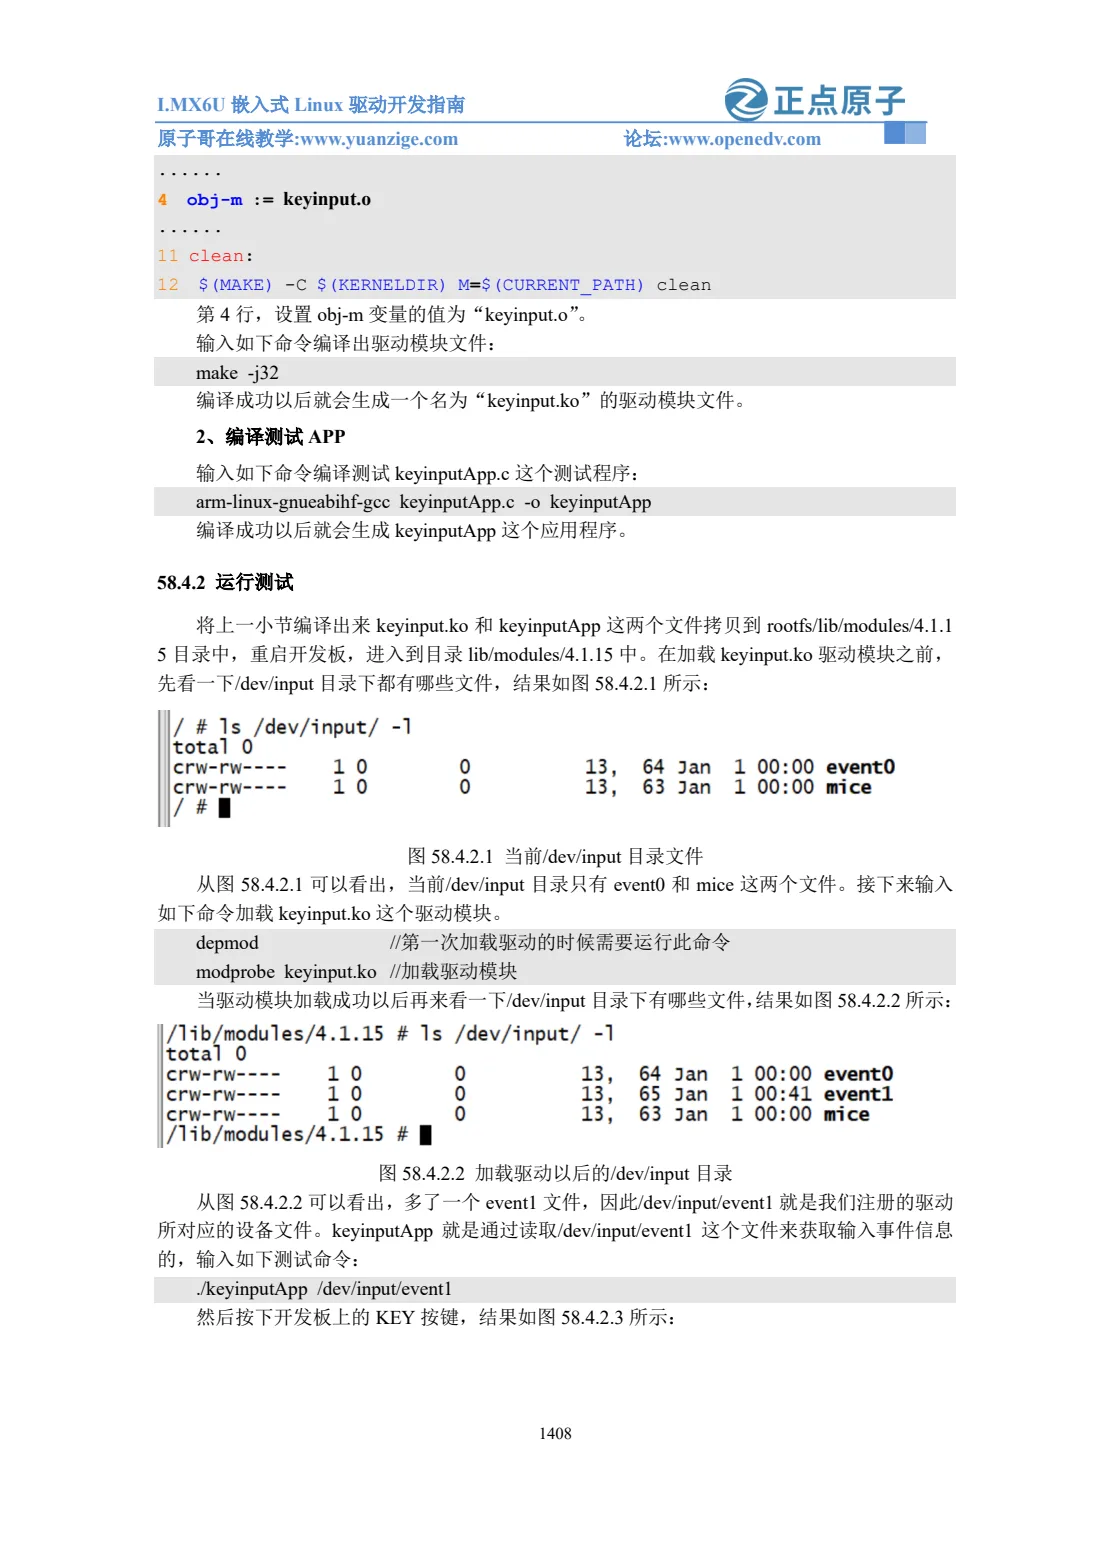 I.MX6U 嵌入式 Linux 驱动开发指南
正点原子
原子哥在线教学:www.yuanzige.com 论坛:www.openedv.com
......
4 obj-m := keyinput.o
......
11 clean:
12 $(MAKE) -C $(KERNELDIR) M=$(CURRENT_PATH) clean
第 4 行，设置 obj-m 变量的值为“keyinput.o”。
输入如下命令编译出驱动模块文件：
make -j32
编译成功以后就会生成一个名为“keyinput.ko”的驱动模块文件。
2、编译测试 APP
输入如下命令编译测试 keyinputApp.c 这个测试程序：
arm-linux-gnueabihf-gcc keyinputApp.c -o keyinputApp
编译成功以后就会生成 keyinputApp 这个应用程序。
58.4.2 运行测试
将上一小节编译出来 keyinput.ko 和 keyinputApp 这两个文件拷贝到 rootfs/lib/modules/4.1.1
5 目录中，重启开发板，进入到目录 lib/modules/4.1.15 中。在加载 keyinput.ko 驱动模块之前，
先看一下/dev/input 目录下都有哪些文件，结果如图 58.4.2.1 所示：
/ # ls /dev/input/ -l
total 0
crw-rw---- 1 0 0 13, 64 Jan 1 00:00 event0
crw-rw---- 1 0 0 13, 63 Jan 1 00:00 mice
/ #
图 58.4.2.1 当前/dev/input 目录文件
从图 58.4.2.1 可以看出，当前/dev/input 目录只有 event0 和 mice 这两个文件。接下来输入
如下命令加载 keyinput.ko 这个驱动模块。
depmod //第一次加载驱动的时候需要运行此命令
modprobe keyinput.ko //加载驱动模块
当驱动模块加载成功以后再来看一下/dev/input 目录下有哪些文件，结果如图 58.4.2.2 所示：
/lib/modules/4.1.15 # ls /dev/input/ -l
total 0
crw-rw---- 1 0 0 13, 64 Jan 1 00:00 event0
crw-rw---- 1 0 0 13, 65 Jan 1 00:41 event1
crw-rw---- 1 0 0 13, 63 Jan 1 00:00 mice
/lib/modules/4.1.15 #
图 58.4.2.2 加载驱动以后的/dev/input 目录
从图 58.4.2.2 可以看出，多了一个 event1 文件，因此/dev/input/event1 就是我们注册的驱动
所对应的设备文件。keyinputApp 就是通过读取/dev/input/event1 这个文件来获取输入事件信息
的，输入如下测试命令：
./keyinputApp /dev/input/event1
然后按下开发板上的 KEY 按键，结果如图 58.4.2.3 所示：
1408